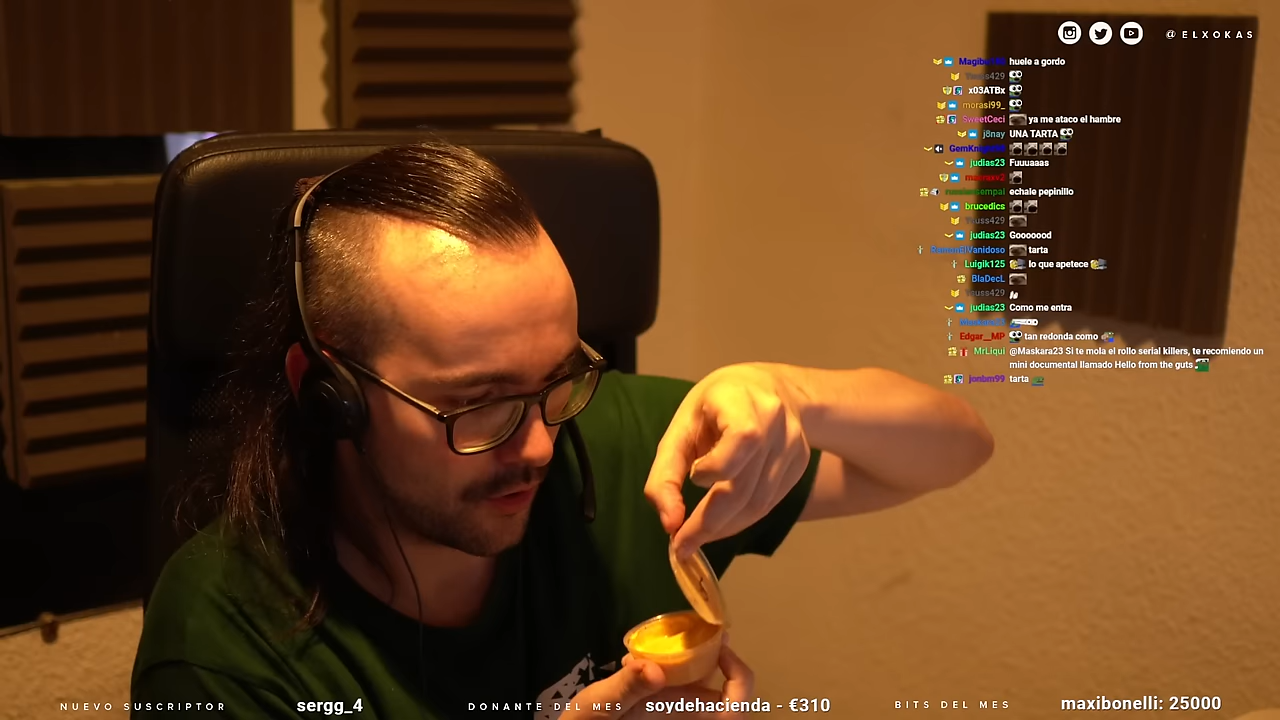 @ELXOKAS
huele a gordo
x03ATBx
morasi99_
SweetCeci ya me ataco el hambre
jônay UNA TARTA
judias23 Fuuuaaas
echale pepinillo
brucedics
judias23 Gooooood
tarta
Luigik125 lo que apetece
BlaDecL
judias23 Como me entra
Edgar__MP tan redonda como
MrLiqui @Maskara23 Si te mola el rollo serial killers, te recomiendo un
mini documental llamado Hello from the guts
jonbm99 tarta
NUEVO SUSCRIPTOR sergg_4 DONANTE DEL MES soydehacienda - €310 BITS DEL MES maxibonelli: 25000